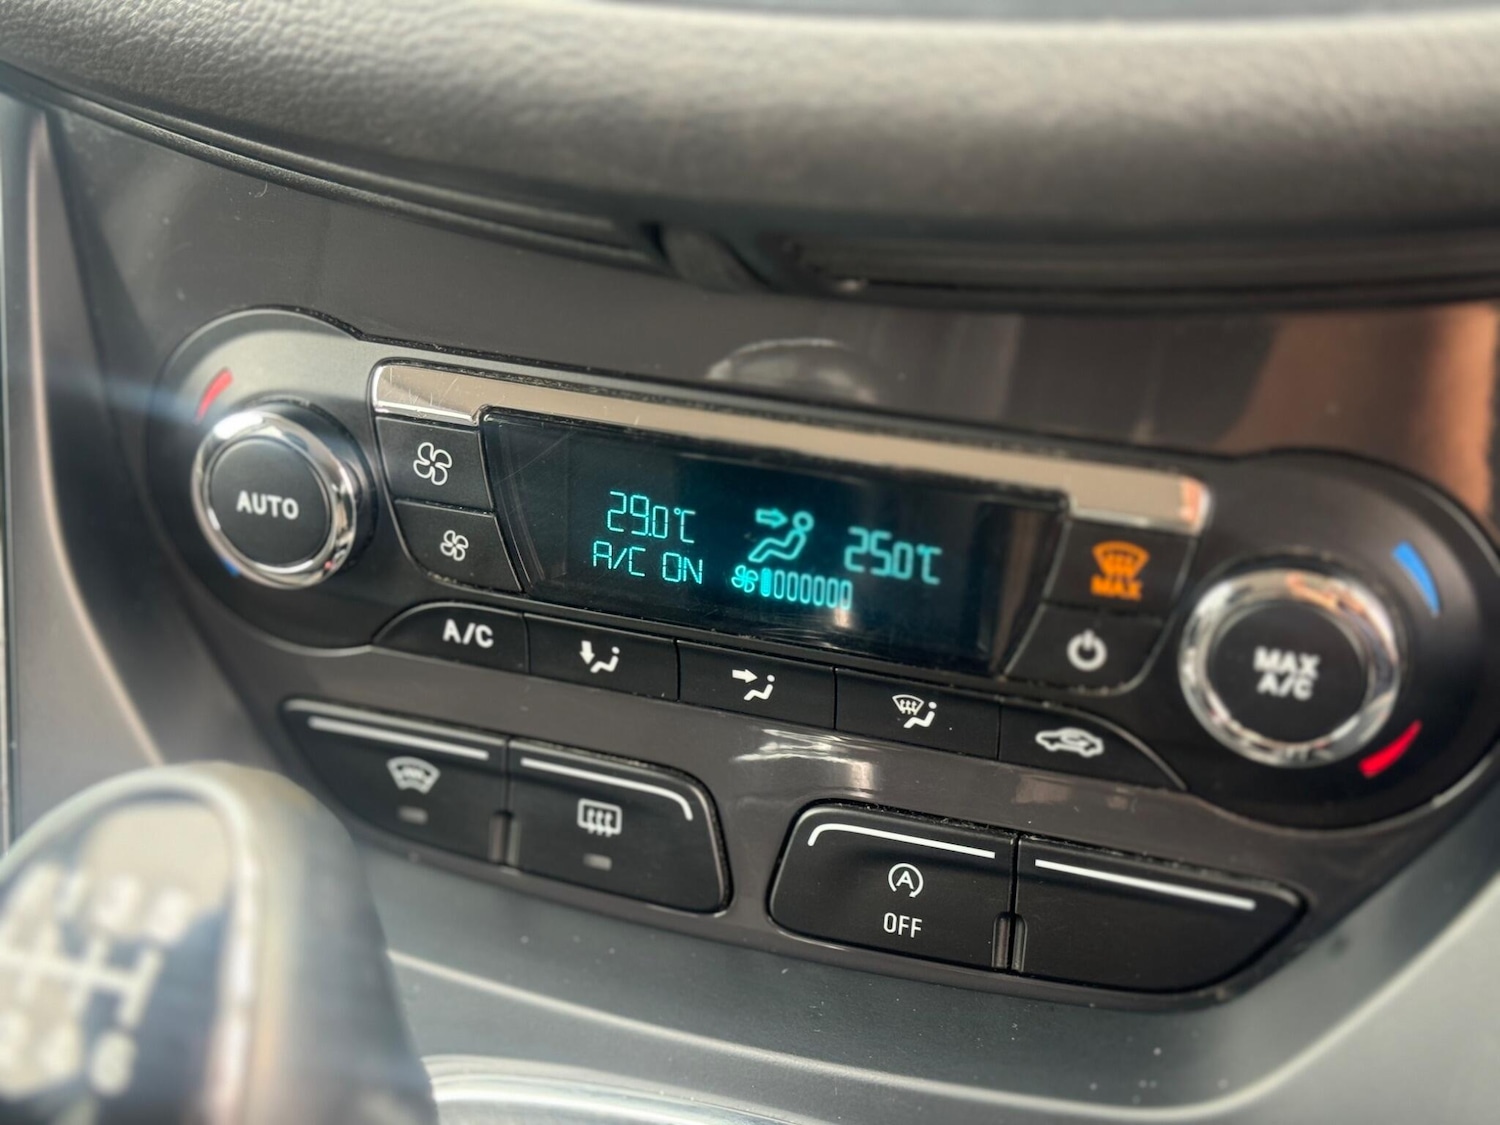 AUTO
29.0°C
A/C ON
25.0°C
MAX
A/C
MAX
A/C
OFF